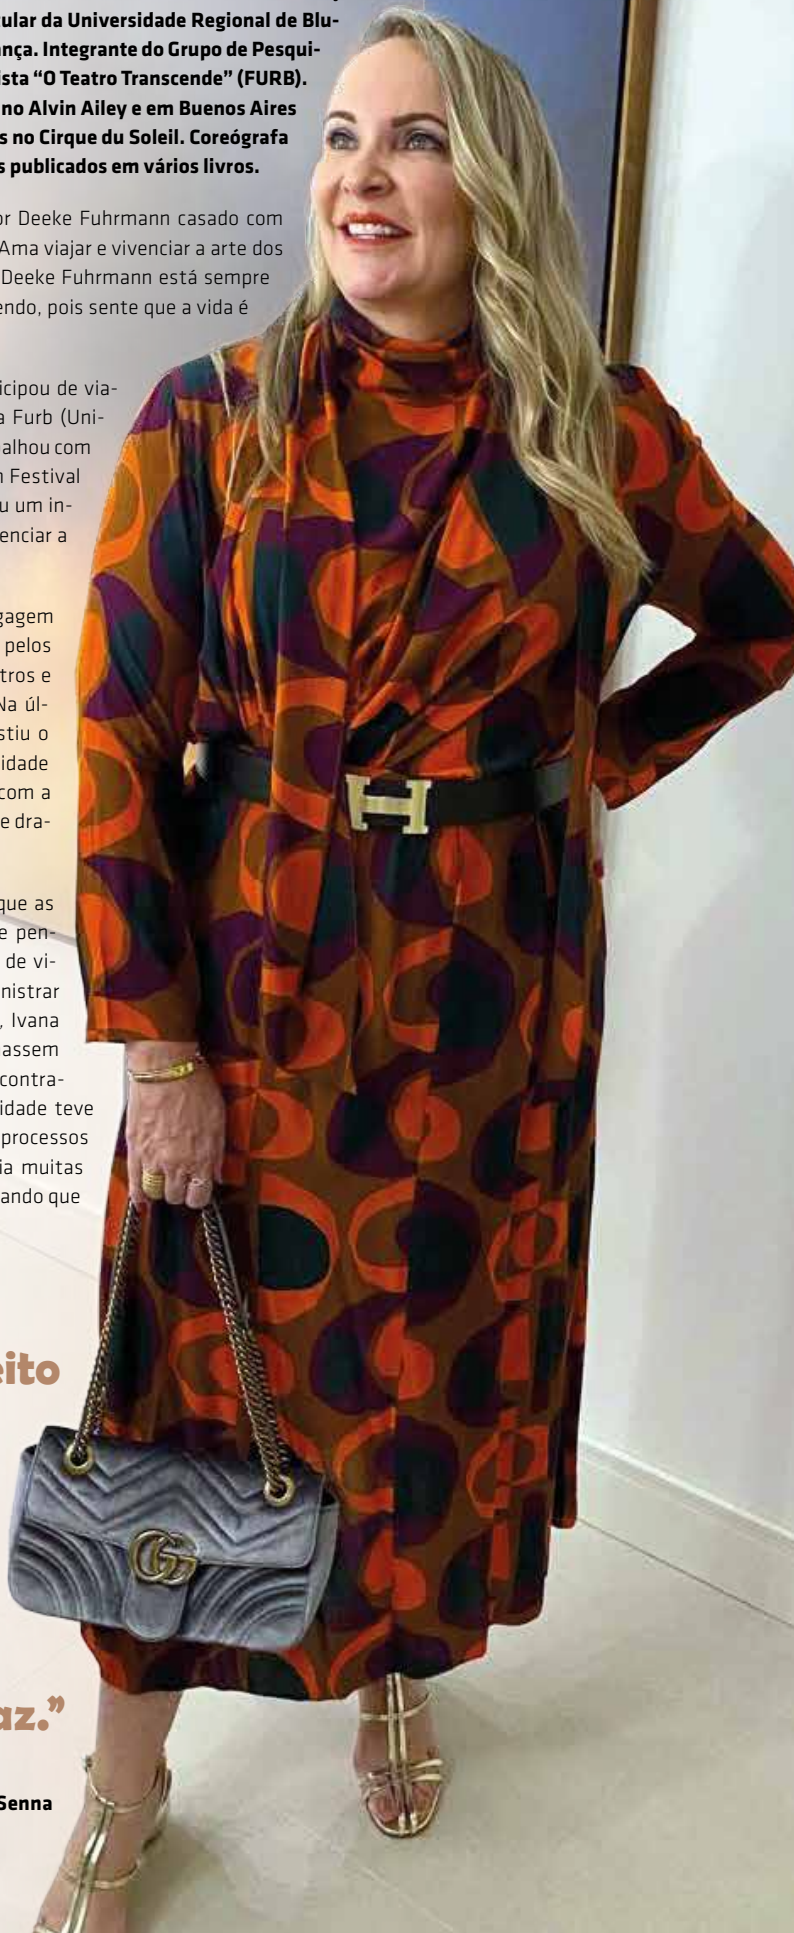 ular da Universidade Regional de Blu-
nça. Integrante do Grupo de Pesqui-
ista “O Teatro Transcende” (FURB).
no Alvin Ailey e em Buenos Aires
s no Cirque du Soleil. Coreógrafa
s publicados em vários livros.
or Deeke Fuhrmann casado com
Ama viajar e vivenciar a arte dos
Deeke Fuhrmann está sempre
endo, pois sente que a vida é
icipou de via-
a Furb (Uni-
alhou com
n Festival
u um in-
enciar a
gagem
pelos
tros e
Na úl-
stiu o
idade
com a
e dra-
que as
e pen-
de vi-
nistrar
, Ivana
assem
contra-
idade teve
processos
ia muitas
ando que
eito
az.”
Senna